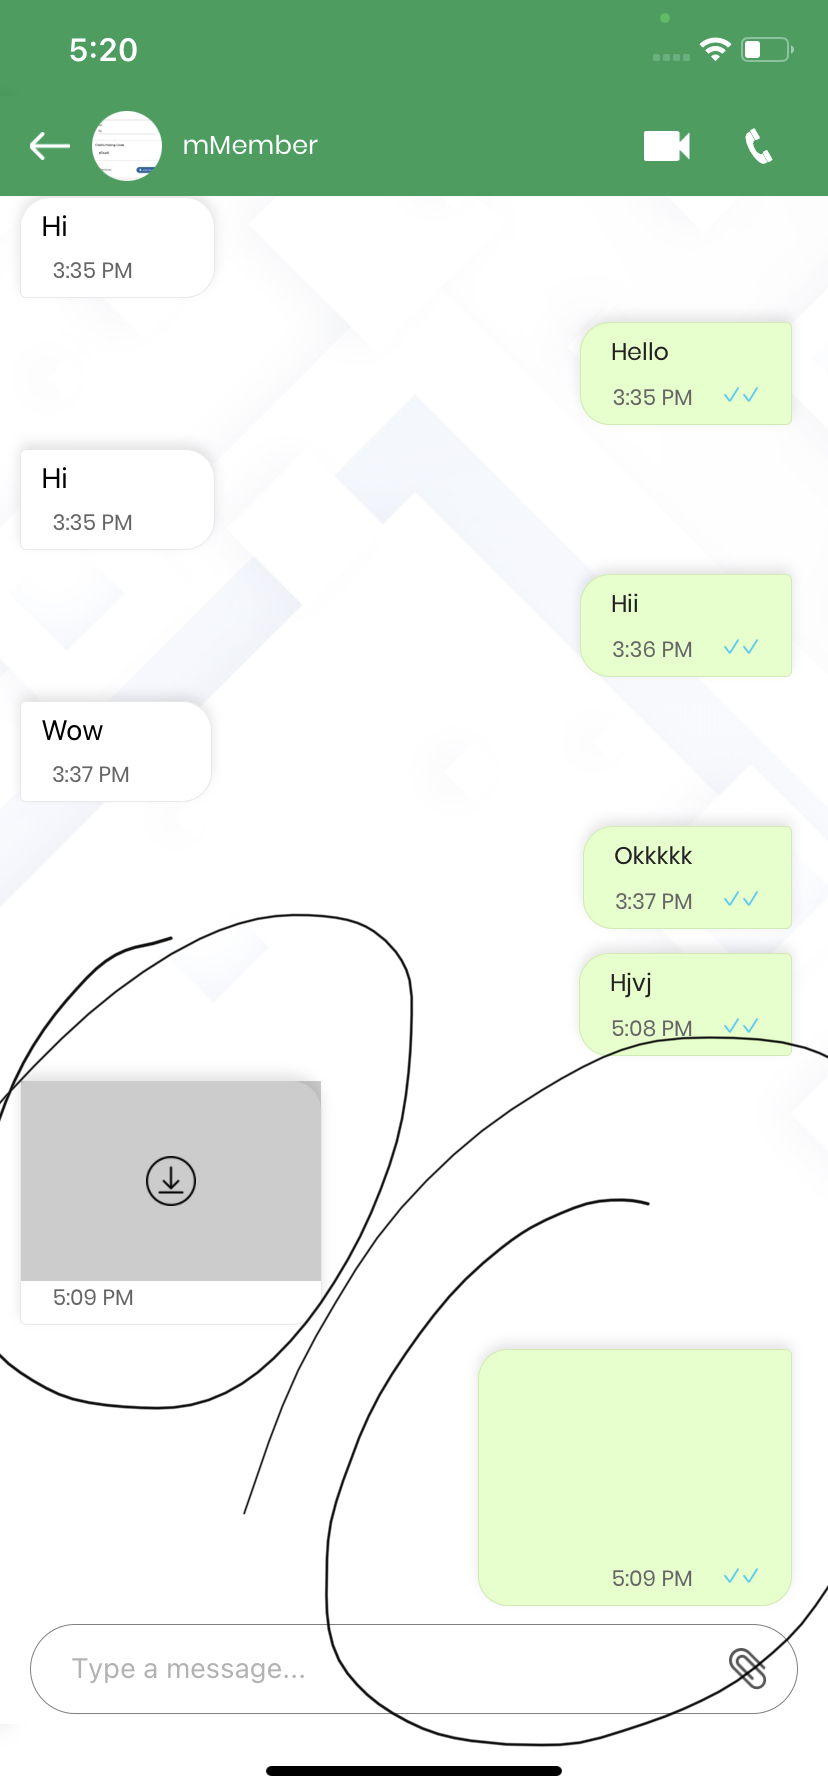 5:20
mMember
Hi
3:35 PM
Hello
3:35 PM
Hi
3:35 PM
Hii
3:36 PM
Wow
3:37 PM
Okkkkk
3:37 PM
Hjvj
5:08 PM
5:09 PM
5:09 PM
Type a message...